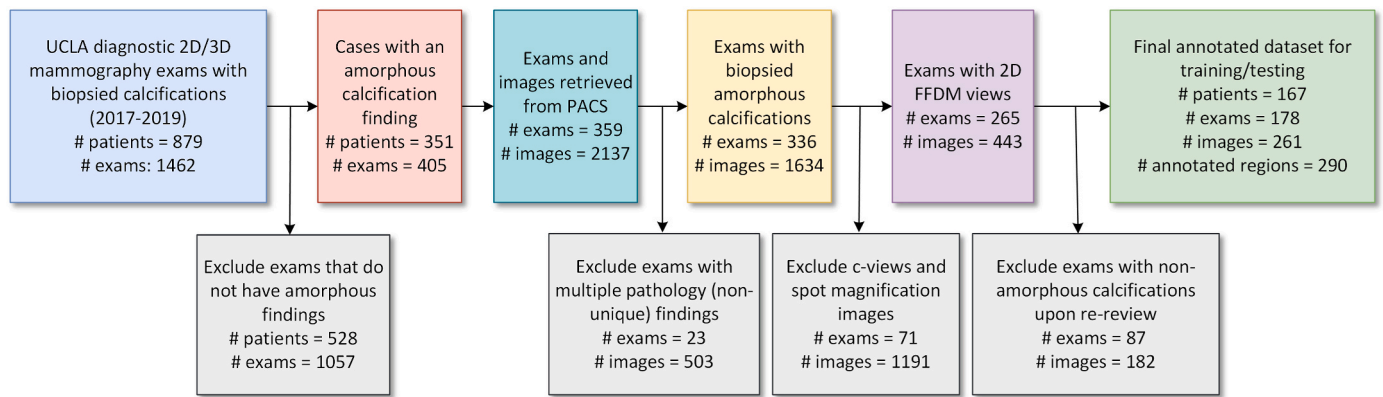 UCLA diagnostic 2D/3D
mammography exams with
biopsied calcifications
(2017-2019)
# patients = 879
# exams: 1462
Cases with an
amorphous
calcification
finding
# patients = 351
# exams = 405
Exams and
images retrieved
from PACS
# exams = 359
# images = 2137
Exams with
biopsied
amorphous
calcifications
# exams = 336
# images = 1634
Exams with 2D
FFDM views
# exams = 265
# images = 443
Final annotated dataset for
training/testing
# patients = 167
# exams = 178
# images = 261
# annotated regions = 290
Exclude exams that do
not have amorphous
findings
# patients = 528
# exams = 1057
Exclude exams with
multiple pathology (non-
unique) findings
# exams = 23
# images = 503
Exclude c-views and
spot magnification
images
# exams = 71
# images = 1191
Exclude exams with non-
amorphous calcifications
upon re-review
# exams = 87
# images = 182